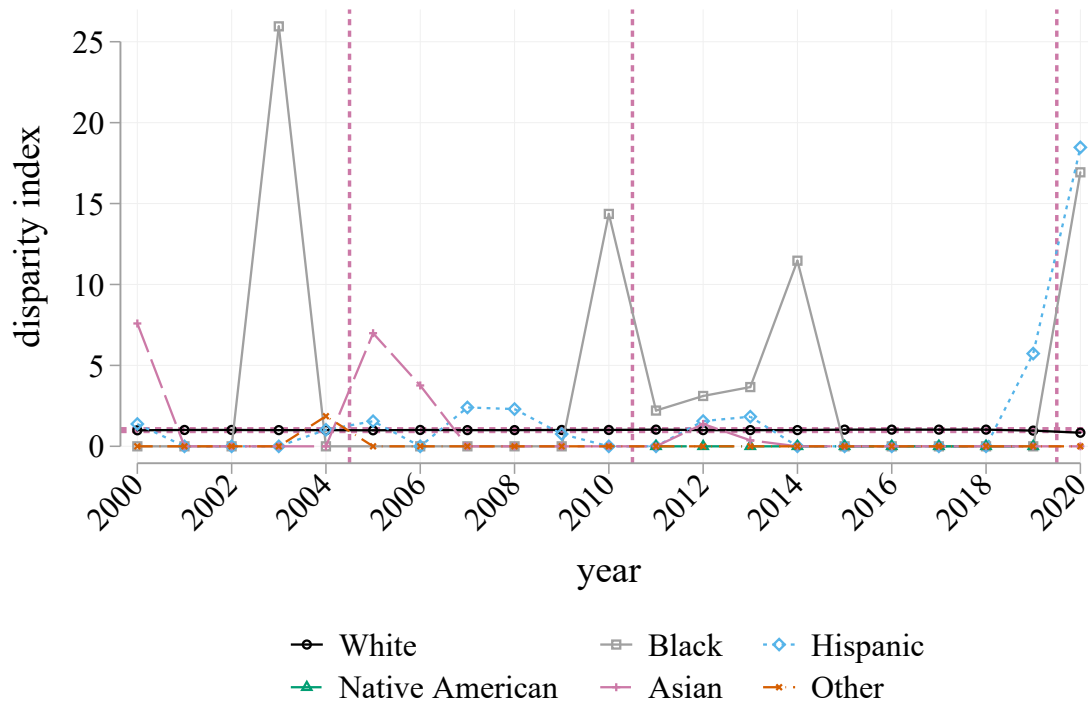 disparity index
25
20
15
10
5
0
2000 2002 2004 2006 2008 2010 2012 2014 2016 2018 2020
year
White Black Hispanic
Native American Asian Other